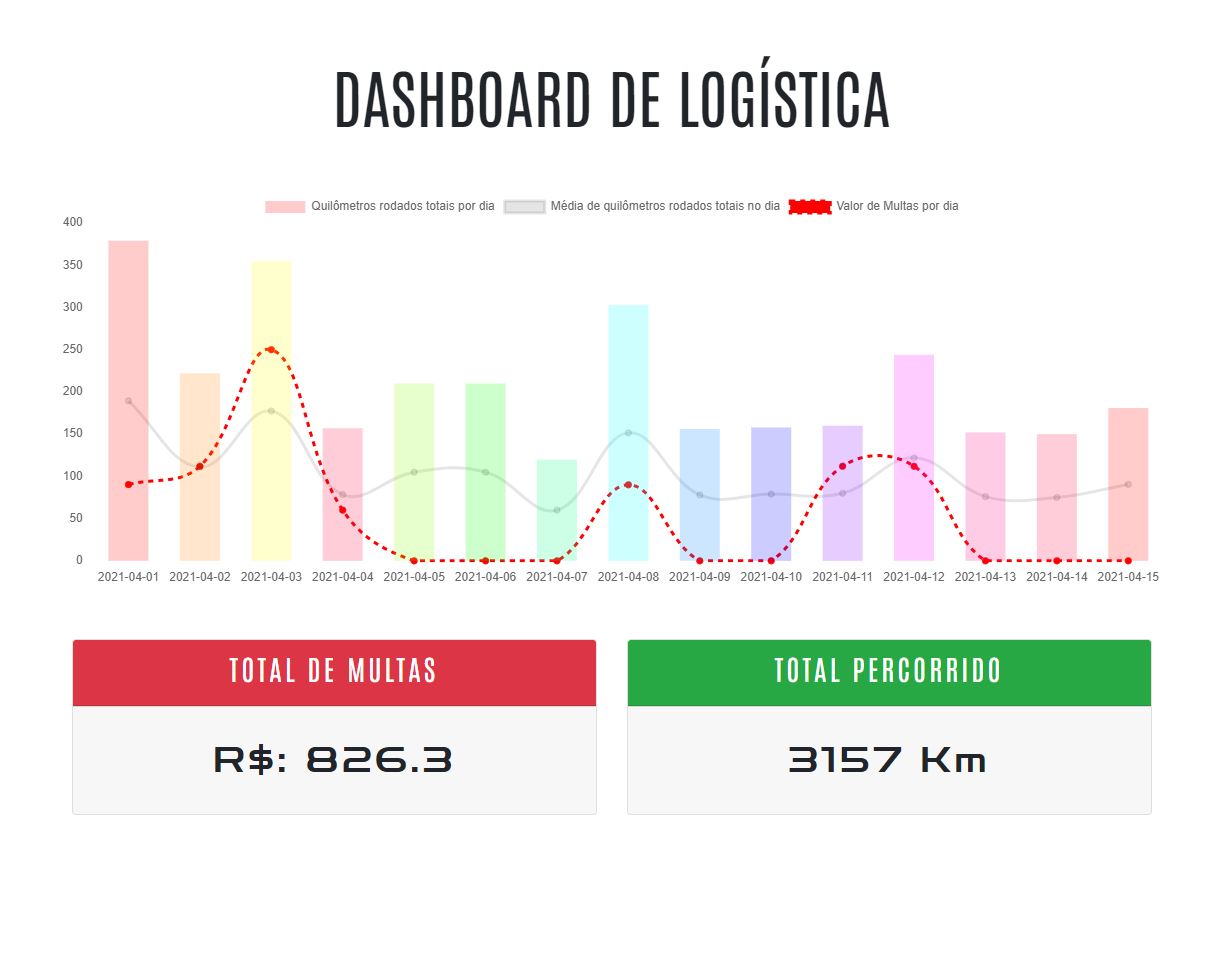 DASHBOARD DE LOGÍSTICA
Quilômetros rodados totais por dia Média de quilômetros rodados totais no dia Valor de Multas por dia
400
350
300
250
200
150
100
50
0
2021-04-01 2021-04-02 2021-04-03 2021-04-04 2021-04-05 2021-04-06 2021-04-07 2021-04-08 2021-04-09 2021-04-10 2021-04-11 2021-04-12 2021-04-13 2021-04-14 2021-04-15
TOTAL DE MULTAS
R$: 826.3
TOTAL PERCORRIDO
3157 Km